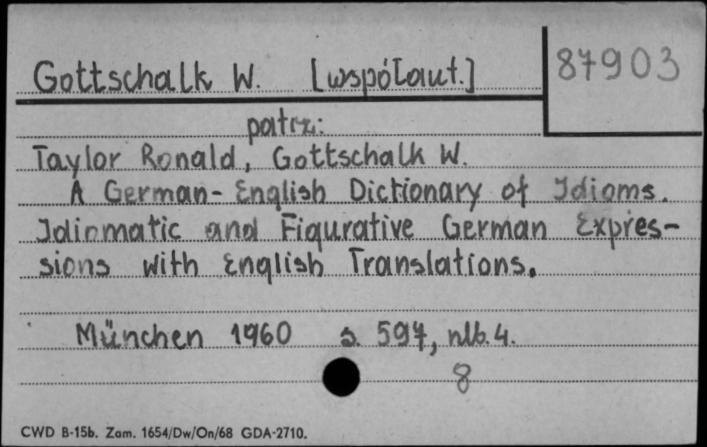 Gottschalk W. [współaut.] 87903
patrz:
Taylor Ronald, Gottschalk W.
A German-English Dictionary of Idioms.
Idiomatic and Figurative German Expres-
sions with English Translations.
München 1960 s. 597, nlb. 4.
8
CWD B-15b. Zam. 1654/Dw/On/68 GDA-2710.